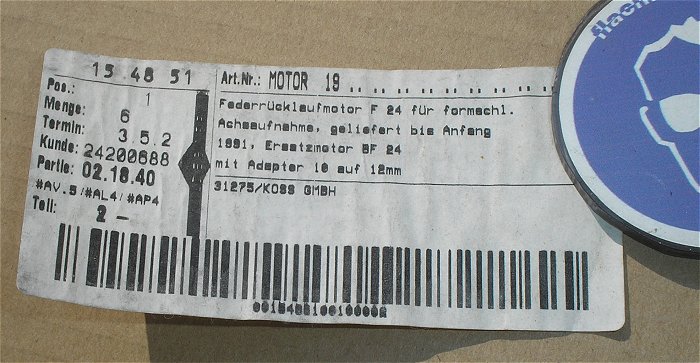 15 48 51
Pos.: 1
Menge: 6
Termin: 3.5.2
Kunde: 24200688
Partie: 02.18.40
#AV.5/#AL4/#AP4
Teil: 2 -
Art.Nr.: MOTOR 19
Federrücklaufmotor F 24 für formschl.
Achsaufnahme, geliefert bis Anfang
1991, Ersatzmotor BF 24
mit Adapter 10 auf 12mm
31275/KOSS GMBH